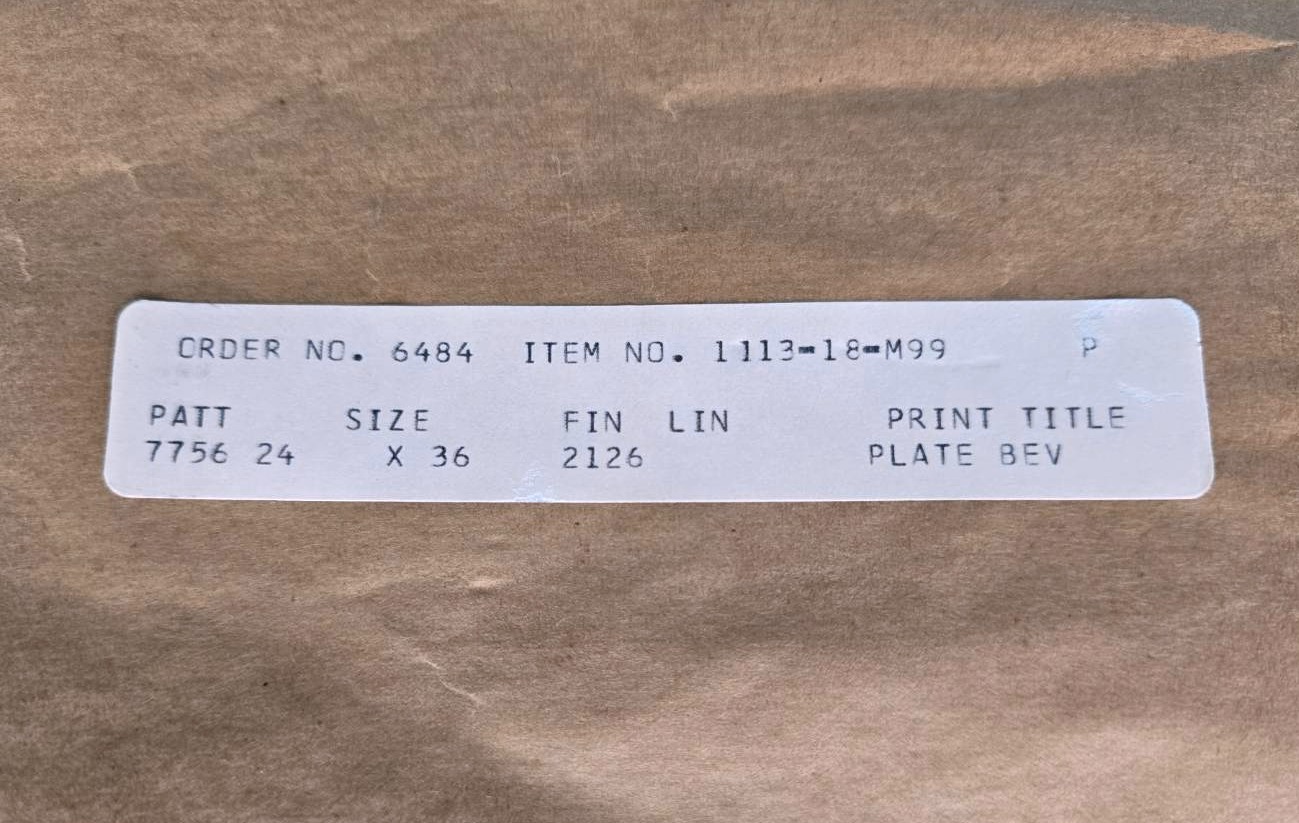 ORDER NO. 6484 ITEM NO. 1113-18-M99 P
PATT SIZE FIN LIN PRINT TITLE
7756 24 X 36 2126 PLATE BEV